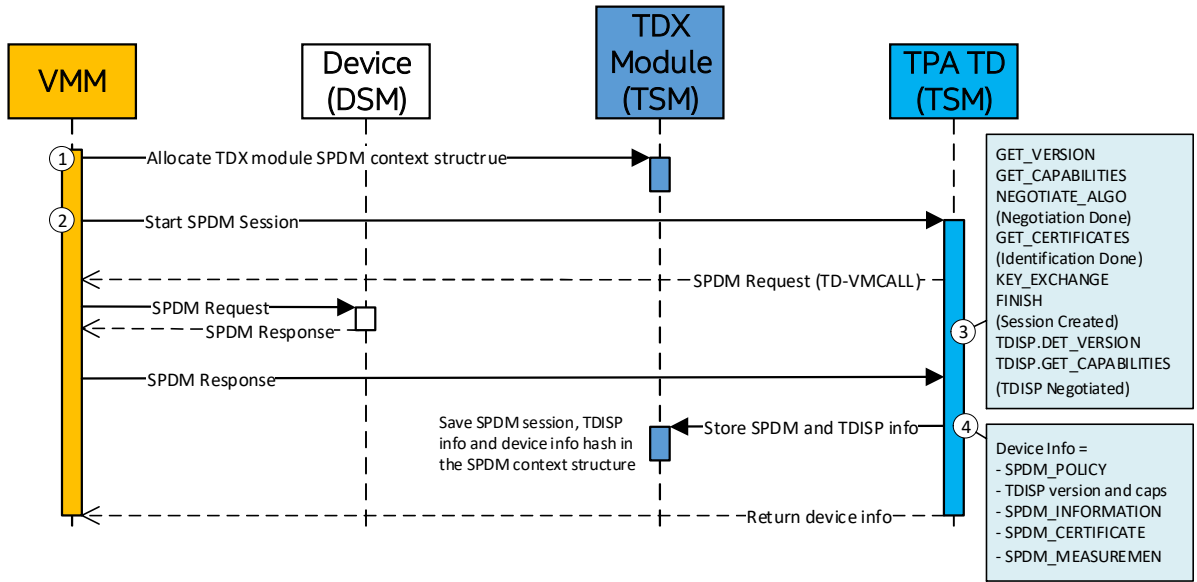 VMM
Device
(DSM)
TDX
Module
(TSM)
TPA TD
(TSM)
1
Allocate TDX module SPDM context structrue
2
Start SPDM Session
SPDM Request (TD-VMCALL)
SPDM Request
SPDM Response
SPDM Response
3
GET_VERSION
GET_CAPABILITIES
NEGOTIATE_ALGO
(Negotiation Done)
GET_CERTIFICATES
(Identification Done)
KEY_EXCHANGE
FINISH
(Session Created)
TDISP.DET_VERSION
TDISP.GET_CAPABILITIES
(TDISP Negotiated)
Save SPDM session, TDISP
info and device info hash in
the SPDM context structure
Store SPDM and TDISP info
4
Device Info =
- SPDM_POLICY
- TDISP version and caps
- SPDM_INFORMATION
- SPDM_CERTIFICATE
- SPDM_MEASUREMEN
Return device info